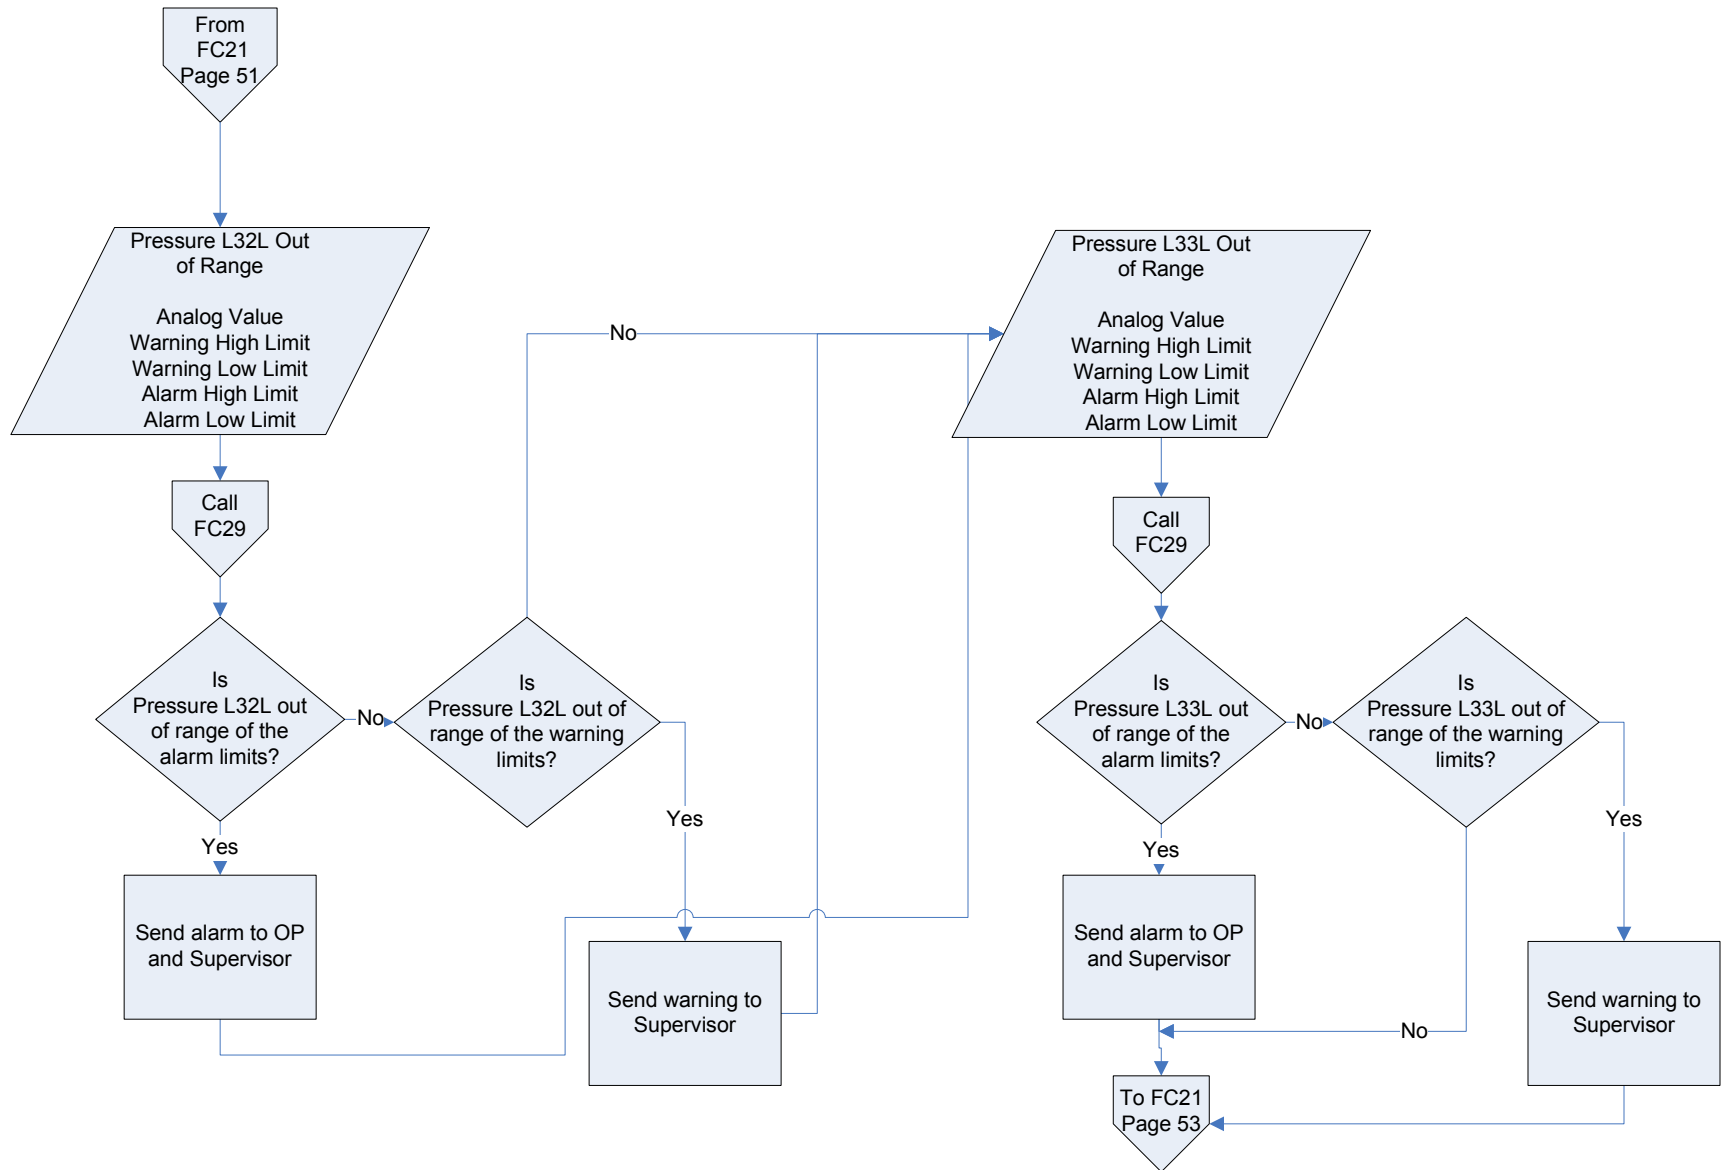 From
FC21
Page 51
Pressure L32L Out
of Range
Analog Value
Warning High Limit
Warning Low Limit
Alarm High Limit
Alarm Low Limit
Call
FC29
Is
Pressure L32L out
of range of the
alarm limits?
No
Is
Pressure L32L out of
range of the warning
limits?
No
Yes
Yes
Send alarm to OP
and Supervisor
Send warning to
Supervisor
Pressure L33L Out
of Range
Analog Value
Warning High Limit
Warning Low Limit
Alarm High Limit
Alarm Low Limit
Call
FC29
Is
Pressure L33L out
of range of the
alarm limits?
No
Is
Pressure L33L out of
range of the warning
limits?
Yes
Yes
Send alarm to OP
and Supervisor
Send warning to
Supervisor
No
To FC21
Page 53